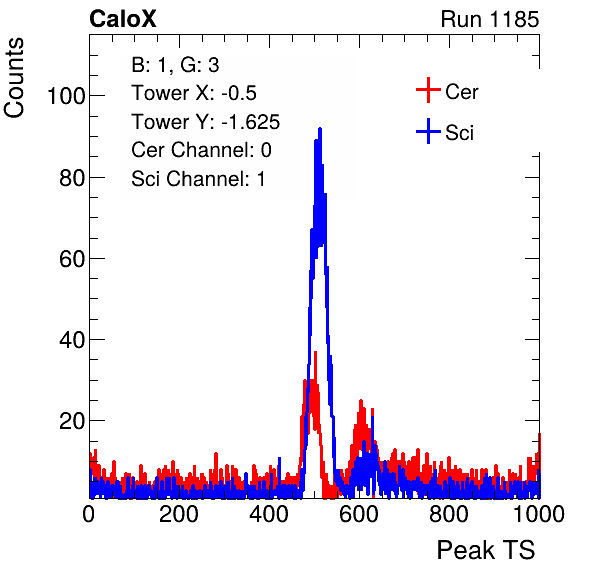 CaloX Run 1185
Counts
B: 1, G: 3
Tower X: -0.5
Tower Y: -1.625
Cer Channel: 0
Sci Channel: 1
Cer
Sci
100
80
60
40
20
0 200 400 600 800 1000
Peak TS